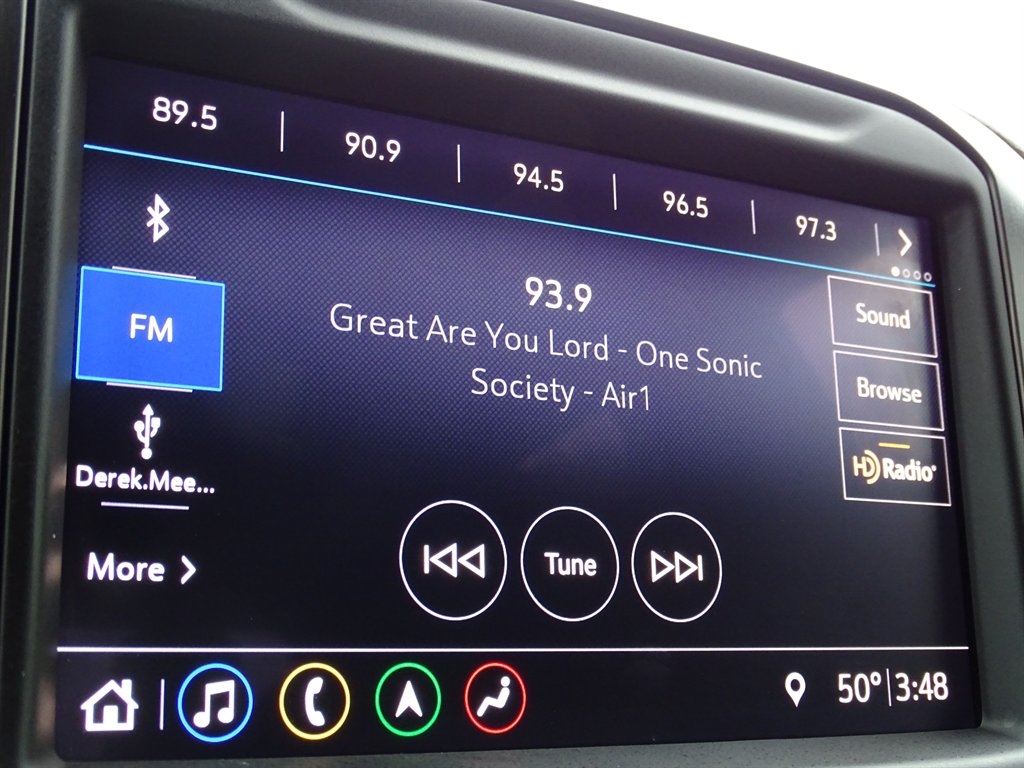 89.5 | 90.9 | 94.5 | 96.5 | 97.3
93.9
Great Are You Lord - One Sonic
Society - Air1
FM
Derek.Mee...
More
Sound
Browse
HD Radio
Tune
50° | 3:48